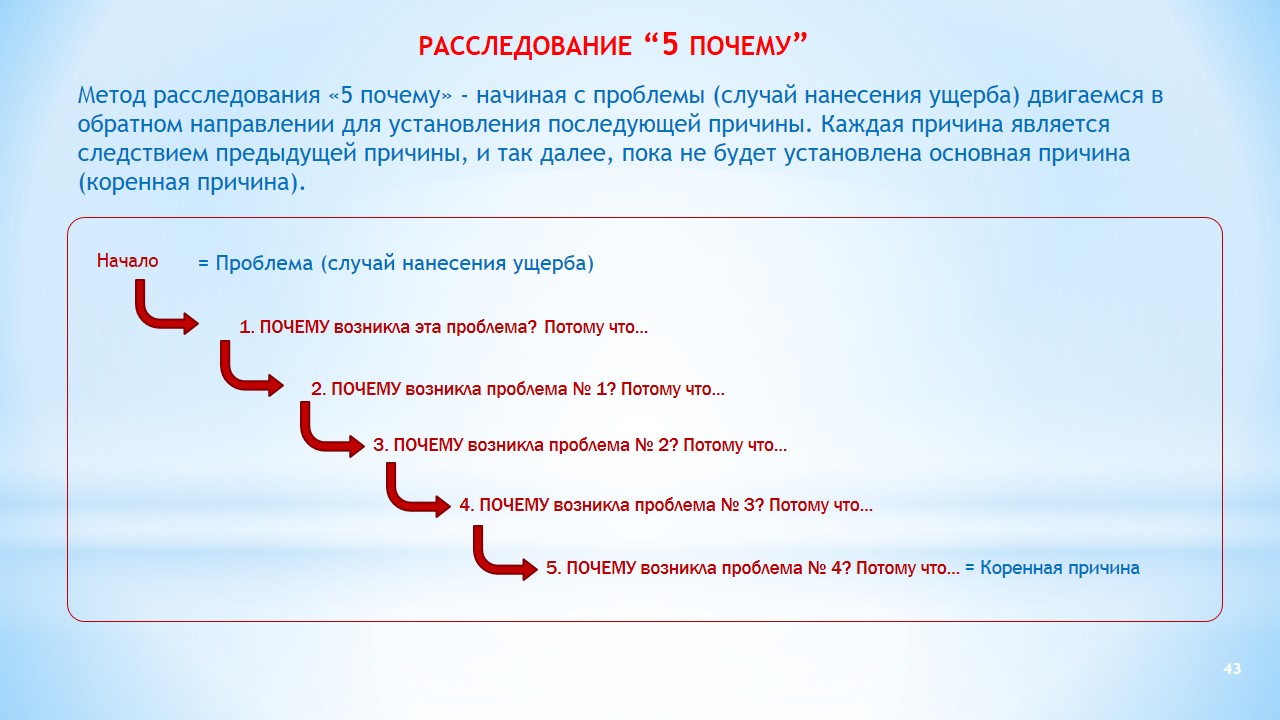 РАССЛЕДОВАНИЕ “5 ПОЧЕМУ”
Метод расследования «5 почему» - начиная с проблемы (случай нанесения ущерба) двигаемся в
обратном направлении для установления последующей причины. Каждая причина является
следствием предыдущей причины, и так далее, пока не будет установлена основная причина
(коренная причина).
Начало = Проблема (случай нанесения ущерба)
1. ПОЧЕМУ возникла эта проблема? Потому что...
2. ПОЧЕМУ возникла проблема № 1? Потому что...
3. ПОЧЕМУ возникла проблема № 2? Потому что...
4. ПОЧЕМУ возникла проблема № 3? Потому что...
5. ПОЧЕМУ возникла проблема № 4? Потому что... = Коренная причина
43